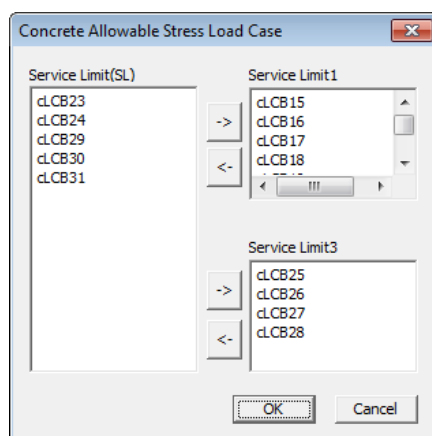 Concrete Allowable Stress Load Case
Service Limit(SL)
cLCB23
cLCB24
cLCB29
cLCB30
cLCB31
->
<-
Service Limit1
cLCB15
cLCB16
cLCB17
cLCB18
->
<-
Service Limit3
cLCB25
cLCB26
cLCB27
cLCB28
OK
Cancel